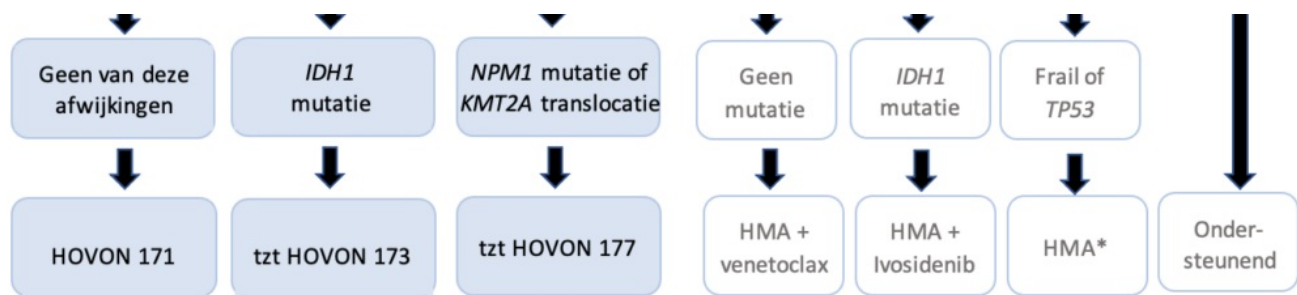 Geen van deze
afwijkingen
IDH1
mutatie
NPM1 mutatie of
KMT2A translocatie
Geen
mutatie
IDH1
mutatie
Frail of
TP53
HOVON 171
tzt HOVON 173
tzt HOVON 177
HMA +
venetoclax
HMA +
Ivosidenib
HMA*
Onder-
steunend